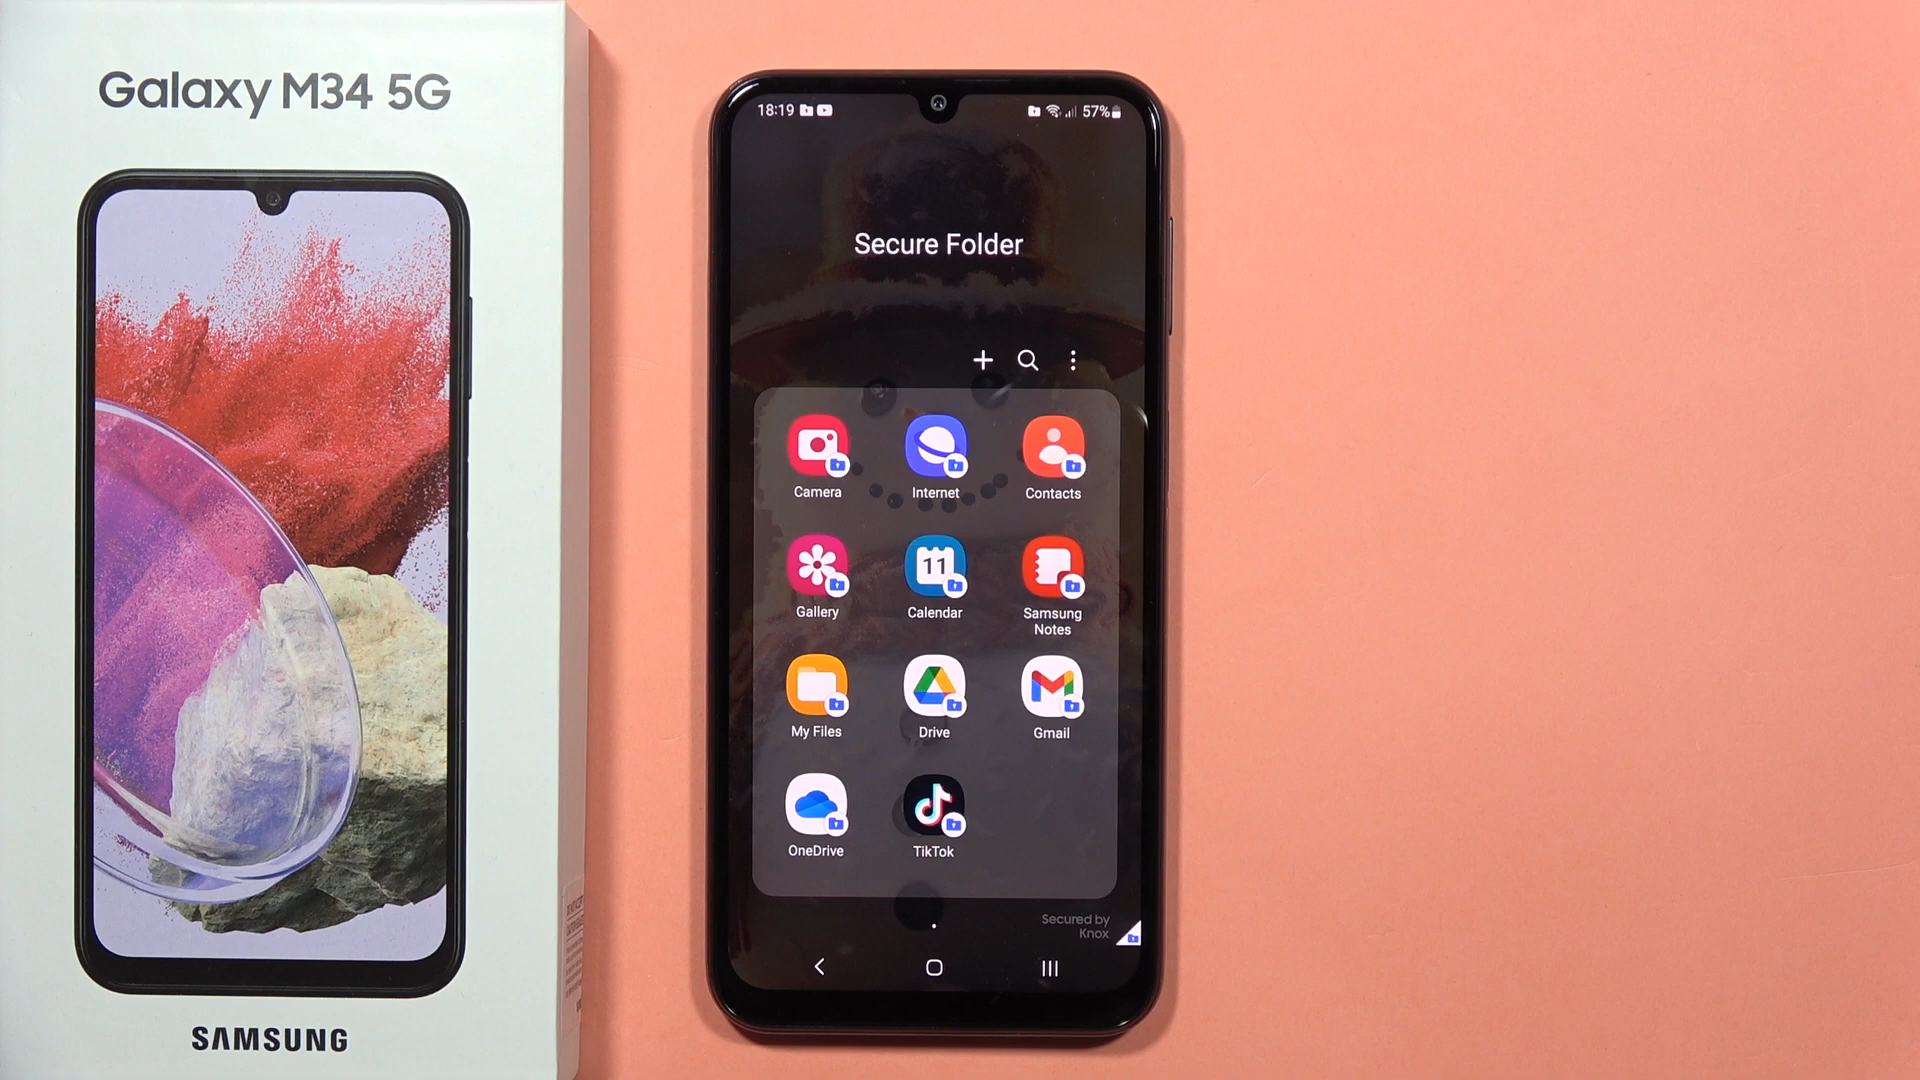 Galaxy M34 5G
SAMSUNG
18:19
57%
Secure Folder
Camera
Internet
Contacts
Gallery
11
Calendar
Samsung
Notes
My Files
Drive
Gmail
OneDrive
TikTok
Secured by
Knox